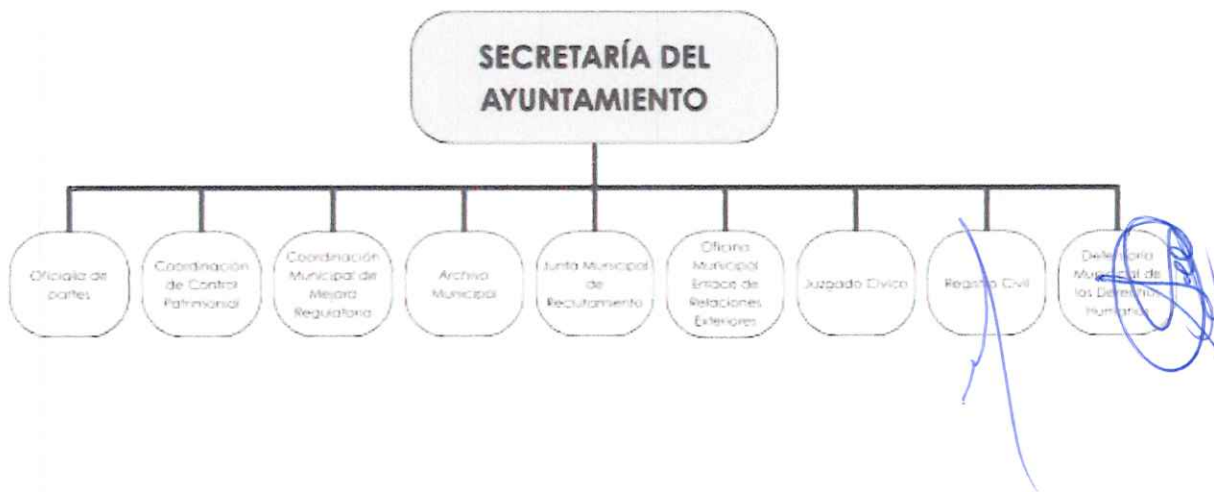 SECRETARÍA DEL
AYUNTAMIENTO
Oficialía de
partes
Coordinación
de Control
Patrimonial
Coordinación
Municipal de
Mejora
Regulatoria
Archivo
Municipal
Junta Municipal
de
Reclutamiento
Oficina
Municipal
Enlace de
Relaciones
Exteriores
Juzgado Cívico
Registro Civil
Defensoría
Municipal de
los Derechos
Humanos